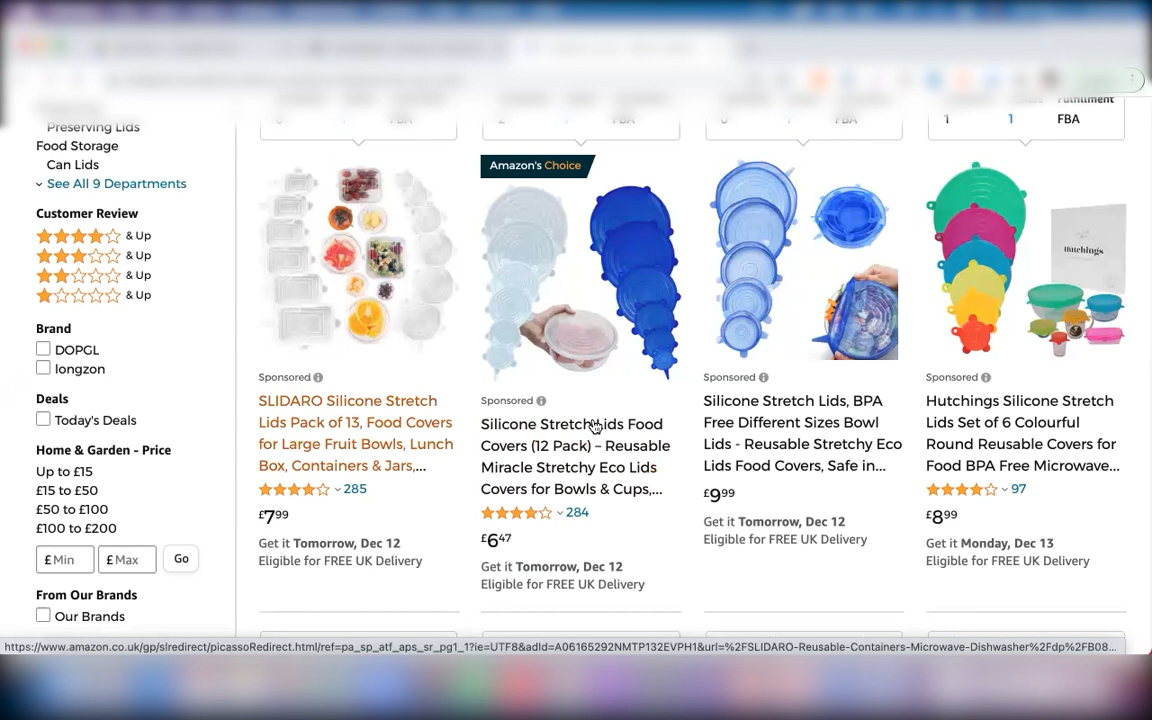 Fulfillment
FBA
FBA
FBA
1
1
FBA
Preserving Lids
Food Storage
Can Lids
See All 9 Departments
Customer Review
& Up
& Up
& Up
& Up
Brand
DOPGL
longzon
Deals
Today's Deals
Home & Garden - Price
Up to £15
£15 to £50
£50 to £100
£100 to £200
£ Min
£ Max
Go
From Our Brands
Our Brands
Sponsored
SLIDARO Silicone Stretch
Lids Pack of 13, Food Covers
for Large Fruit Bowls, Lunch
Box, Containers & Jars,...
285
£799
Get it Tomorrow, Dec 12
Eligible for FREE UK Delivery
Amazon's Choice
Sponsored
Silicone Stretch Lids Food
Covers (12 Pack) – Reusable
Miracle Stretchy Eco Lids
Covers for Bowls & Cups,...
284
£647
Get it Tomorrow, Dec 12
Eligible for FREE UK Delivery
Sponsored
Silicone Stretch Lids, BPA
Free Different Sizes Bowl
Lids - Reusable Stretchy Eco
Lids Food Covers, Safe in...
£999
Get it Tomorrow, Dec 12
Eligible for FREE UK Delivery
Hutchings
Sponsored
Hutchings Silicone Stretch
Lids Set of 6 Colourful
Round Reusable Covers for
Food BPA Free Microwave...
97
£899
Get it Monday, Dec 13
Eligible for FREE UK Delivery
https://www.amazon.co.uk/gp/slredirect/picassoRedirect.html/ref=pa_sp_atf_aps_sr_pg1_1?ie=UTF8&adId=A06165292NMTP132EVPH1&url=%2FSLIDARO-Reusable-Containers-Microwave-Dishwasher%2Fdp%2FB08...